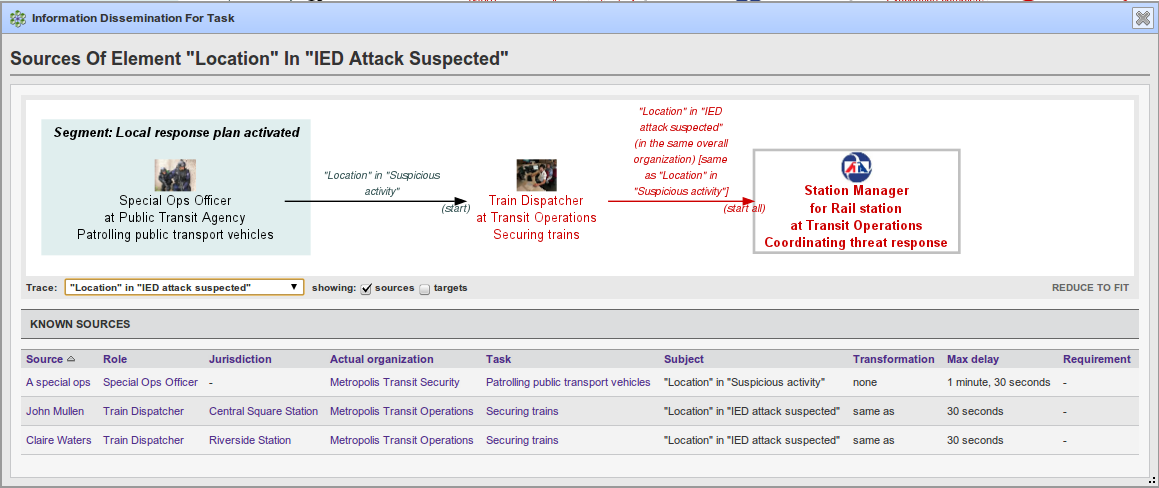 Information Dissemination For Task
Sources Of Element "Location" In "IED Attack Suspected"
Segment: Local response plan activated
Special Ops Officer
at Public Transit Agency
Patrolling public transport vehicles
"Location" in "Suspicious
activity"
(start)
Train Dispatcher
at Transit Operations
Securing trains
"Location" in "IED
attack suspected"
(in the same overall
organization) [same
as "Location" in
"Suspicious activity"]
(start all)
Station Manager
for Rail station
at Transit Operations
Coordinating threat response
Trace: "Location" in "IED attack suspected" showing: sources targets REDUCE TO FIT
KNOWN SOURCES
Source Role Jurisdiction Actual organization Task Subject Transformation Max delay Requirement
A special ops Special Ops Officer - Metropolis Transit Security Patrolling public transport vehicles "Location" in "Suspicious activity" none 1 minute, 30 seconds -
John Mullen Train Dispatcher Central Square Station Metropolis Transit Operations Securing trains "Location" in "IED attack suspected" same as 30 seconds -
Claire Waters Train Dispatcher Riverside Station Metropolis Transit Operations Securing trains "Location" in "IED attack suspected" same as 30 seconds -